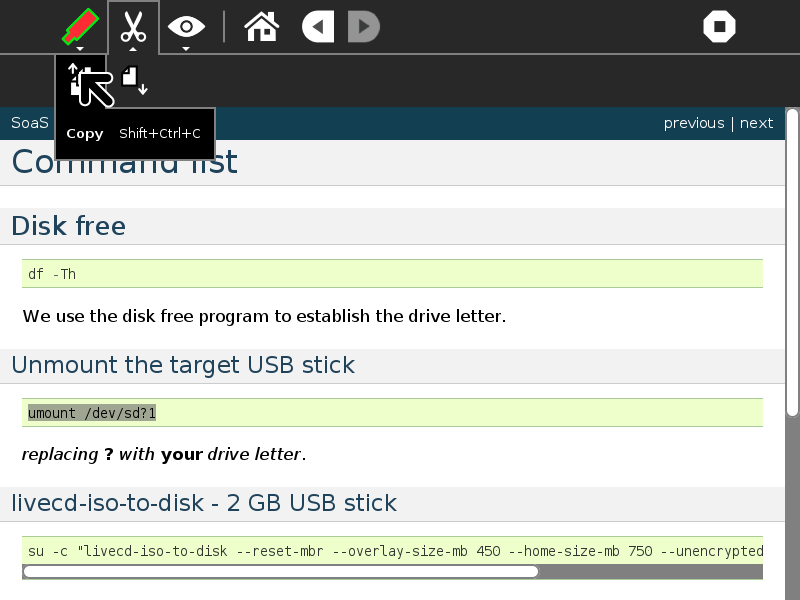 SoaS
previous | next
Copy Shift+Ctrl+C
Command list
Disk free
df -Th
We use the disk free program to establish the drive letter.
Unmount the target USB stick
umount /dev/sd?1
replacing ? with your drive letter.
livecd-iso-to-disk - 2 GB USB stick
su -c "livecd-iso-to-disk --reset-mbr --overlay-size-mb 450 --home-size-mb 750 --unencrypted